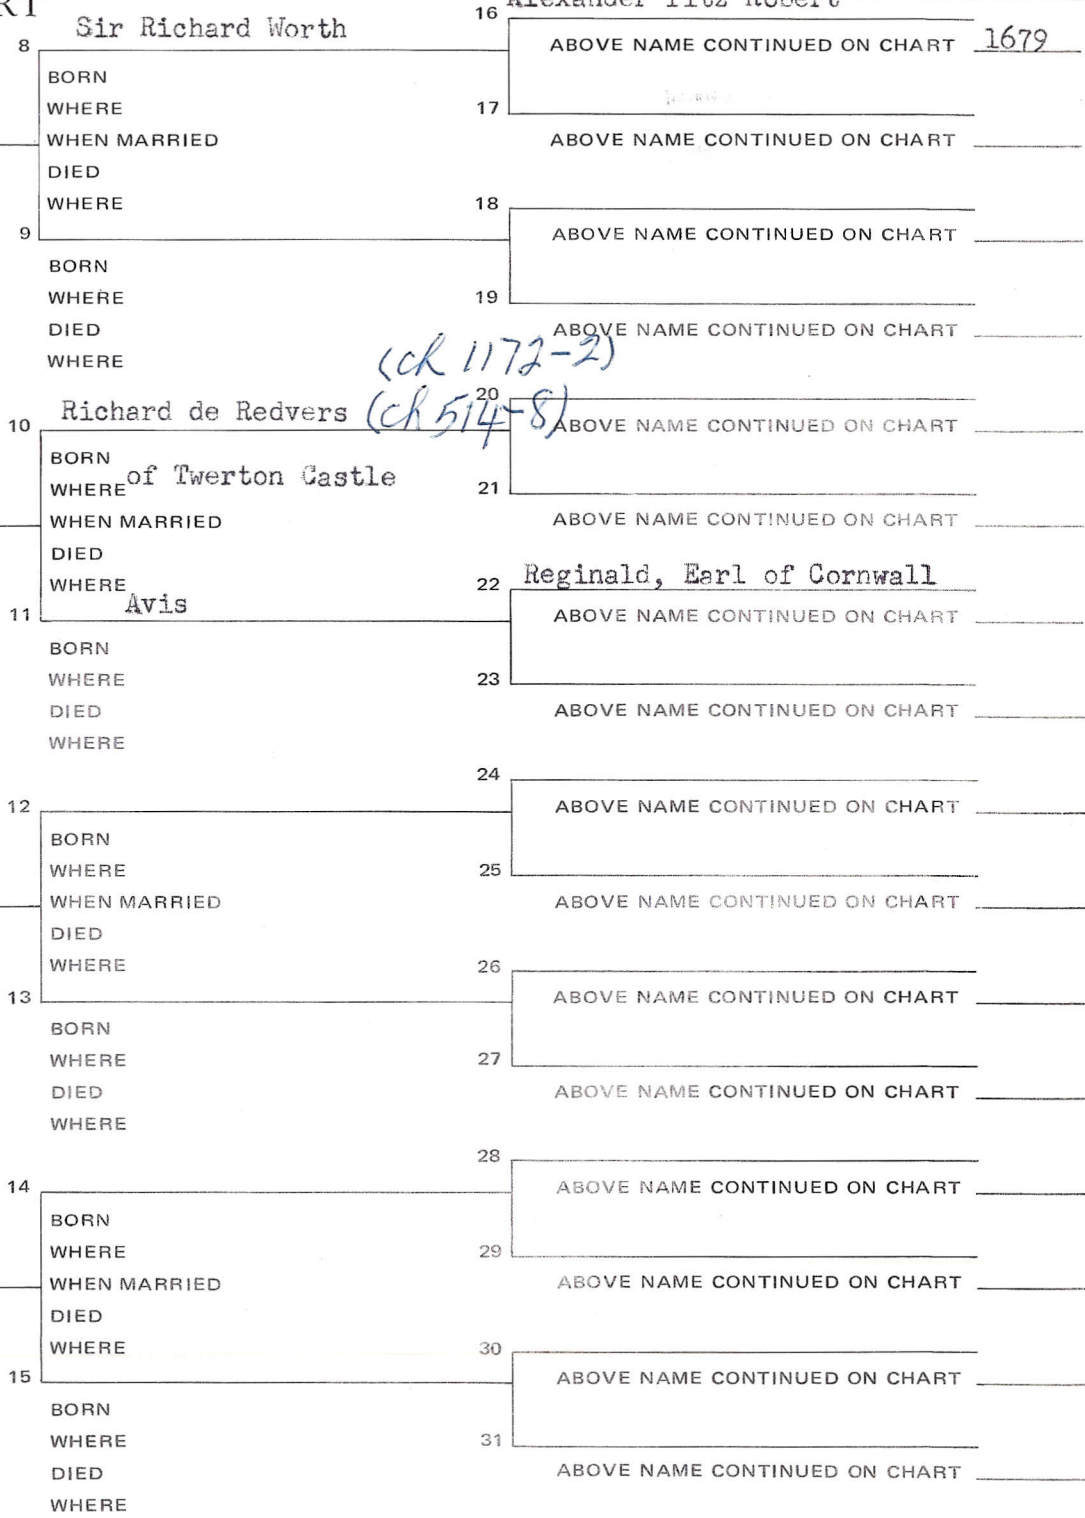 RT
Sir Richard Worth
8
BORN
WHERE
WHEN MARRIED
DIED
WHERE
9
BORN
WHERE
DIED
WHERE
(ch 1172-2)
Richard de Redvers (ch 514-8)
10
BORN
WHERE of Twerton Castle
WHEN MARRIED
DIED
WHERE
Avis
11
BORN
WHERE
DIED
WHERE
12
BORN
WHERE
WHEN MARRIED
DIED
WHERE
13
BORN
WHERE
DIED
WHERE
14
BORN
WHERE
WHEN MARRIED
DIED
WHERE
15
BORN
WHERE
DIED
WHERE
Alexander fitz Robert
16
ABOVE NAME CONTINUED ON CHART 1679
17
ABOVE NAME CONTINUED ON CHART
18
ABOVE NAME CONTINUED ON CHART
19
ABOVE NAME CONTINUED ON CHART
20
ABOVE NAME CONTINUED ON CHART
21
ABOVE NAME CONTINUED ON CHART
22 Reginald, Earl of Cornwall
ABOVE NAME CONTINUED ON CHART
23
ABOVE NAME CONTINUED ON CHART
24
ABOVE NAME CONTINUED ON CHART
25
ABOVE NAME CONTINUED ON CHART
26
ABOVE NAME CONTINUED ON CHART
27
ABOVE NAME CONTINUED ON CHART
28
ABOVE NAME CONTINUED ON CHART
29
ABOVE NAME CONTINUED ON CHART
30
ABOVE NAME CONTINUED ON CHART
31
ABOVE NAME CONTINUED ON CHART